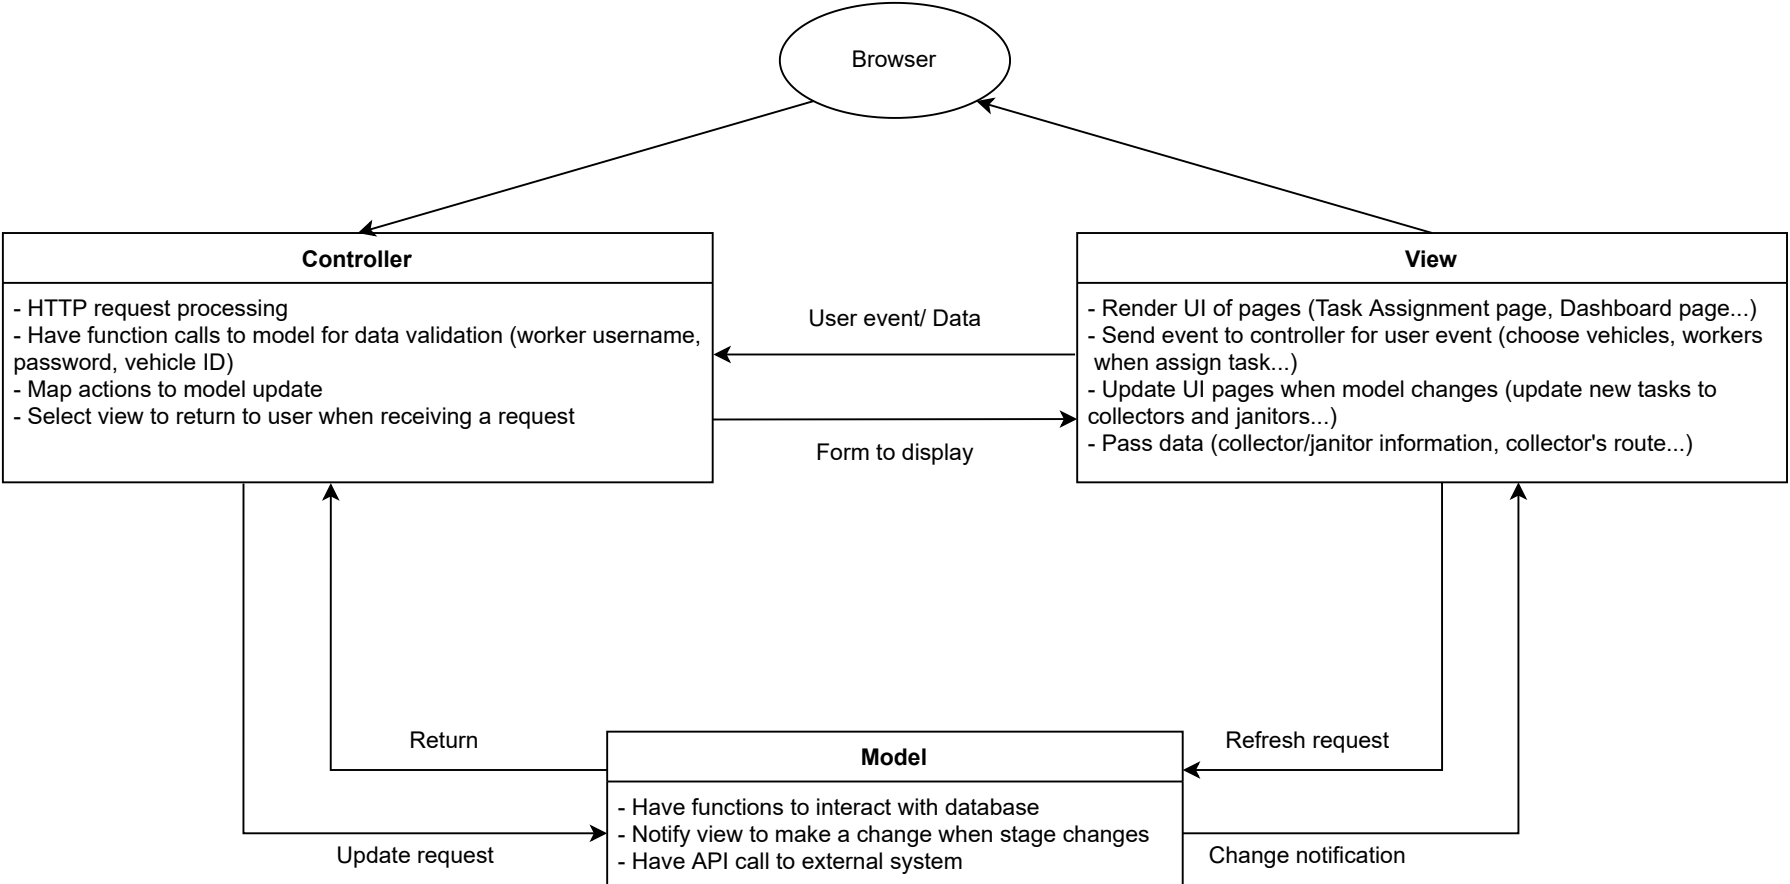 Browser
Controller
- HTTP request processing
- Have function calls to model for data validation (worker username,
password, vehicle ID)
- Map actions to model update
- Select view to return to user when receiving a request
User event/ Data
Form to display
View
- Render UI of pages (Task Assignment page, Dashboard page...)
- Send event to controller for user event (choose vehicles, workers
when assign task...)
- Update UI pages when model changes (update new tasks to
collectors and janitors...)
- Pass data (collector/janitor information, collector's route...)
Return
Update request
Model
- Have functions to interact with database
- Notify view to make a change when stage changes
- Have API call to external system
Refresh request
Change notification